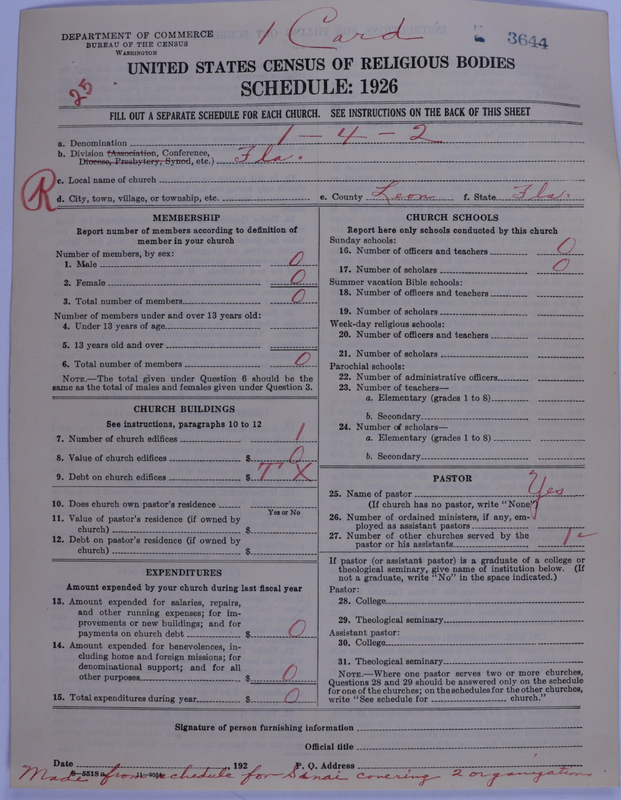 1 Card
DEPARTMENT OF COMMERCE
BUREAU OF THE CENSUS
WASHINGTON
3644
25
UNITED STATES CENSUS OF RELIGIOUS BODIES
SCHEDULE: 1926
FILL OUT A SEPARATE SCHEDULE FOR EACH CHURCH. SEE INSTRUCTIONS ON THE BACK OF THIS SHEET
a. Denomination 1-4-2
b. Division (Association, Conference,
Diocese, Presbytery, Synod, etc.) Fla.
R
c. Local name of church
d. City, town, village, or township, etc. e. County Leon f. State Fla.
MEMBERSHIP
Report number of members according to definition of
member in your church
Number of members, by sex:
1. Male 0
2. Female 0
3. Total number of members 0
Number of members under and over 13 years old:
4. Under 13 years of age
5. 13 years old and over
6. Total number of members 0
NOTE.—The total given under Question 6 should be the
same as the total of males and females given under Question 3.
CHURCH BUILDINGS
See instructions, paragraphs 10 to 12
7. Number of church edifices 1
8. Value of church edifices $ 0
9. Debt on church edifices $ X
10. Does church own pastor's residence
Yes or No
11. Value of pastor's residence (if owned by
church) $
12. Debt on pastor's residence (if owned by
church) $
EXPENDITURES
Amount expended by your church during last fiscal year
13. Amount expended for salaries, repairs,
and other running expenses; for im-
provements or new buildings; and for
payments on church debt $ 0
14. Amount expended for benevolences, in-
cluding home and foreign missions; for
denominational support; and for all
other purposes $ 0
15. Total expenditures during year $ 0
CHURCH SCHOOLS
Report here only schools conducted by this church
Sunday schools:
16. Number of officers and teachers 0
17. Number of scholars 0
Summer vacation Bible schools:
18. Number of officers and teachers
19. Number of scholars
Week-day religious schools:
20. Number of officers and teachers
21. Number of scholars
Parochial schools:
22. Number of administrative officers
23. Number of teachers—
a. Elementary (grades 1 to 8)
b. Secondary
24. Number of scholars—
a. Elementary (grades 1 to 8)
b. Secondary
PASTOR
25. Name of pastor Yes
(If church has no pastor, write "None")
26. Number of ordained ministers, if any, em-
ployed as assistant pastors
27. Number of other churches served by the
pastor or his assistants 1
If pastor (or assistant pastor) is a graduate of a college or
theological seminary, give name of institution below. (If
not a graduate, write "No" in the space indicated.)
Pastor:
28. College
29. Theological seminary
Assistant pastor:
30. College
31. Theological seminary
NOTE.—Where one pastor serves two or more churches,
Questions 28 and 29 should be answered only on the schedule
for one of the churches; on the schedules for the other churches,
write "See schedule for church."
Signature of person furnishing information
Official title
Date , 192 P. O. Address
Made from schedule for Sinai covering 2 organizations.